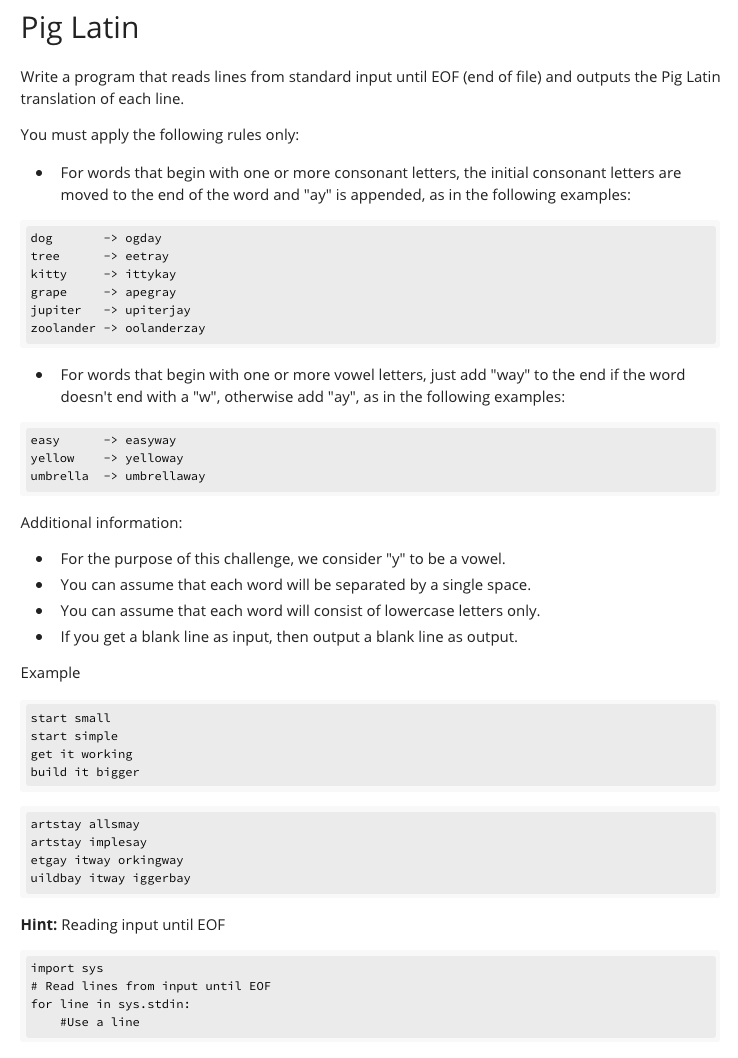 Pig Latin
Write a program that reads lines from standard input until EOF (end of file) and outputs the Pig Latin
translation of each line.
You must apply the following rules only:
• For words that begin with one or more consonant letters, the initial consonant letters are
moved to the end of the word and "ay" is appended, as in the following examples:
dog -> ogday
tree -> eetray
kitty -> ittykay
grape -> apegray
jupiter -> upiterjay
zoolander -> oolanderzay
• For words that begin with one or more vowel letters, just add "way" to the end if the word
doesn't end with a "w", otherwise add "ay", as in the following examples:
easy -> easyway
yellow -> yelloway
umbrella -> umbrellaway
Additional information:
• For the purpose of this challenge, we consider "y" to be a vowel.
• You can assume that each word will be separated by a single space.
• You can assume that each word will consist of lowercase letters only.
• If you get a blank line as input, then output a blank line as output.
Example
start small
start simple
get it working
build it bigger
artstay allsmay
artstay implesay
etgay itway orkingway
uildbay itway iggerbay
Hint: Reading input until EOF
import sys
# Read lines from input until EOF
for line in sys.stdin:
    #Use a line